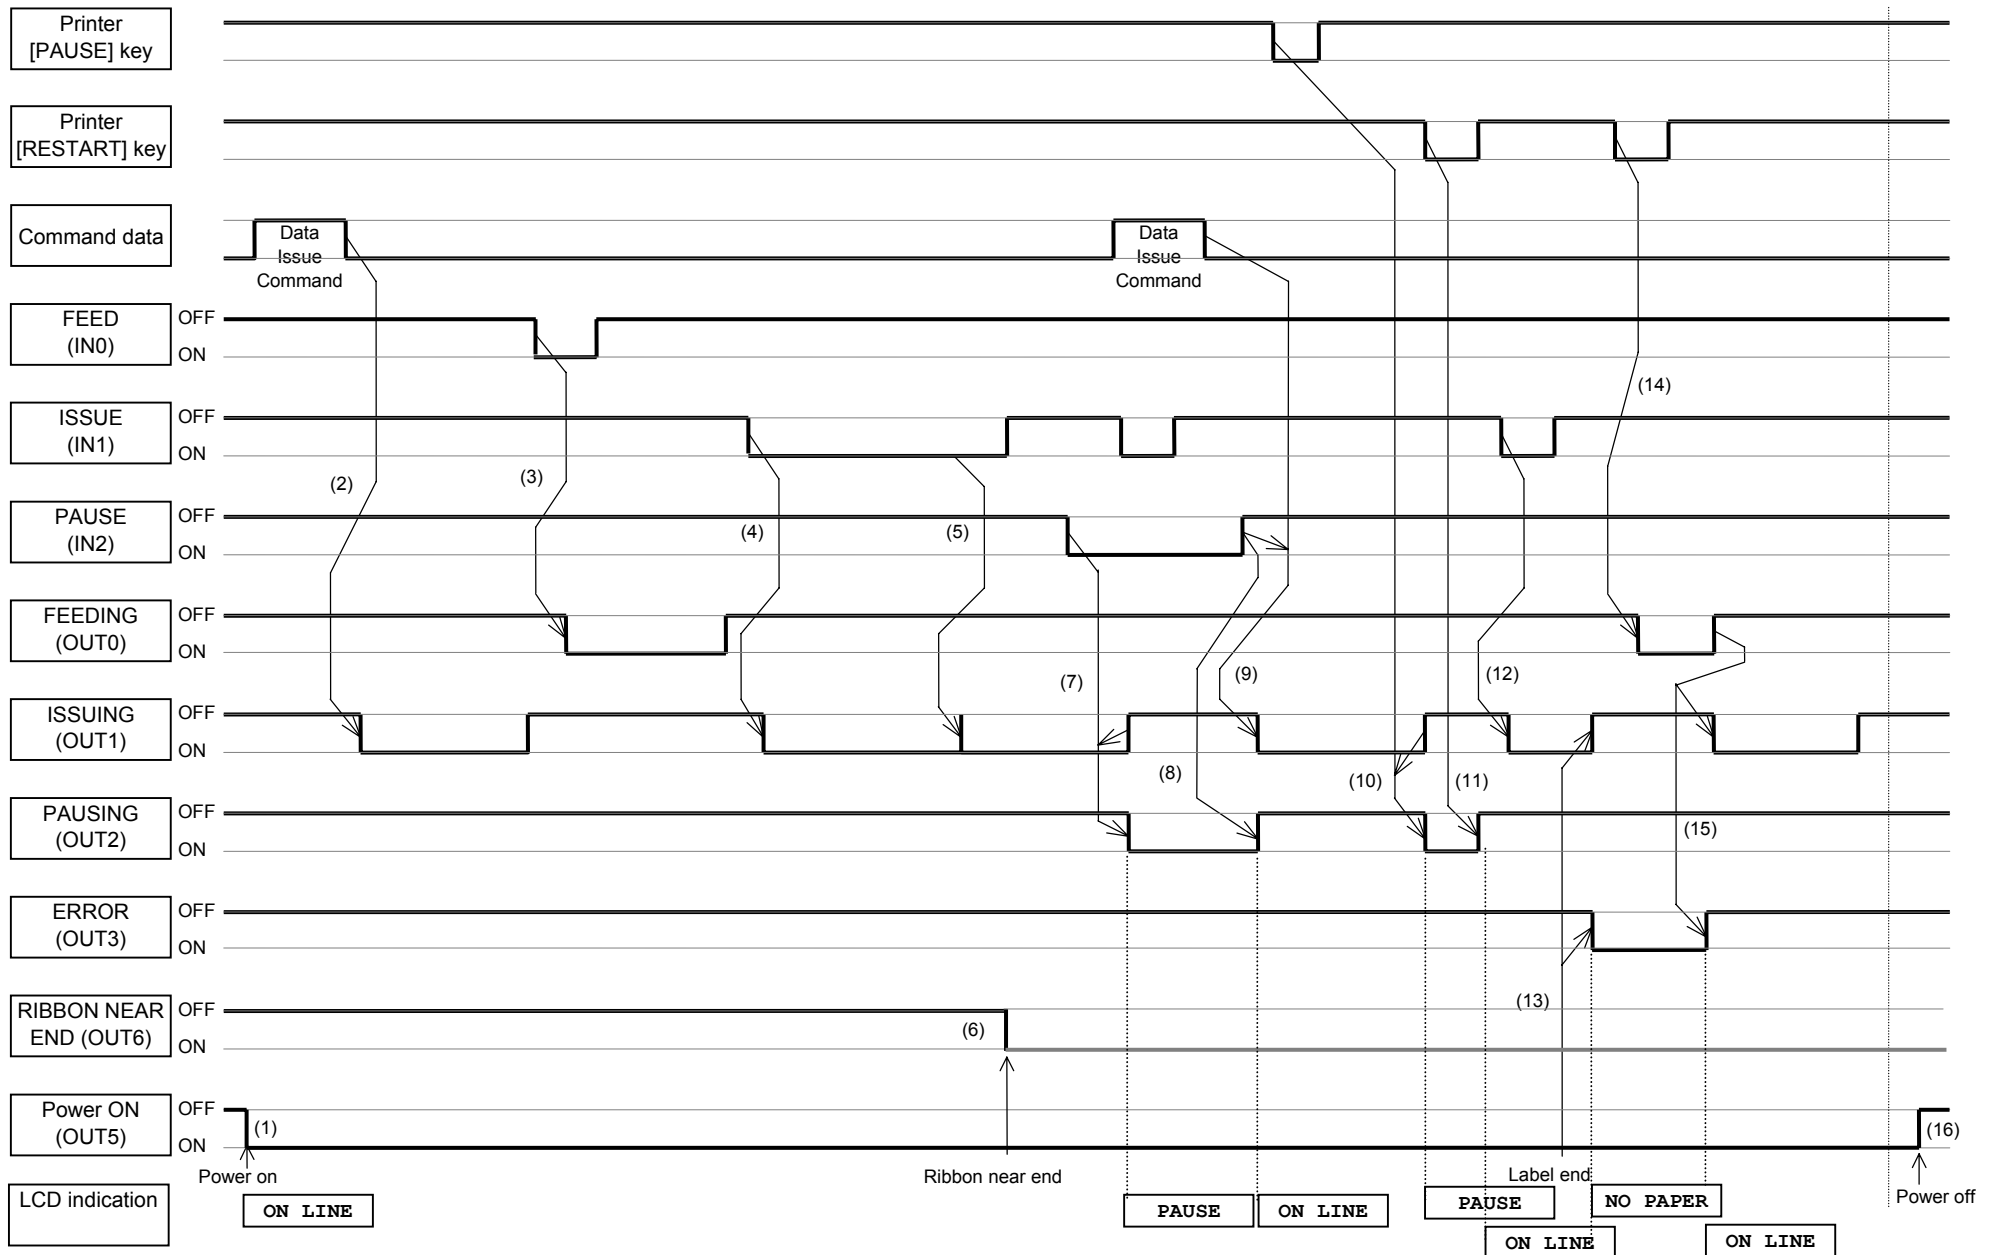 Printer
[PAUSE] key
Printer
[RESTART] key
Command data
Data
Issue
Command
Data
Issue
Command
FEED
(IN0)
OFF
ON
(14)
ISSUE
(IN1)
OFF
ON
(2)
(3)
PAUSE
(IN2)
OFF
ON
(4)
(5)
FEEDING
(OUT0)
OFF
ON
(7)
(9)
(12)
ISSUING
(OUT1)
OFF
ON
(8)
(10)
(11)
PAUSING
(OUT2)
OFF
ON
(15)
ERROR
(OUT3)
OFF
ON
(13)
RIBBON NEAR
END (OUT6)
OFF
ON
(6)
Power ON
(OUT5)
OFF
ON
(1)
(16)
Power on
Ribbon near end
Label end
Power off
LCD indication
ON LINE
PAUSE
ON LINE
PAUSE
NO PAPER
ON LINE
ON LINE